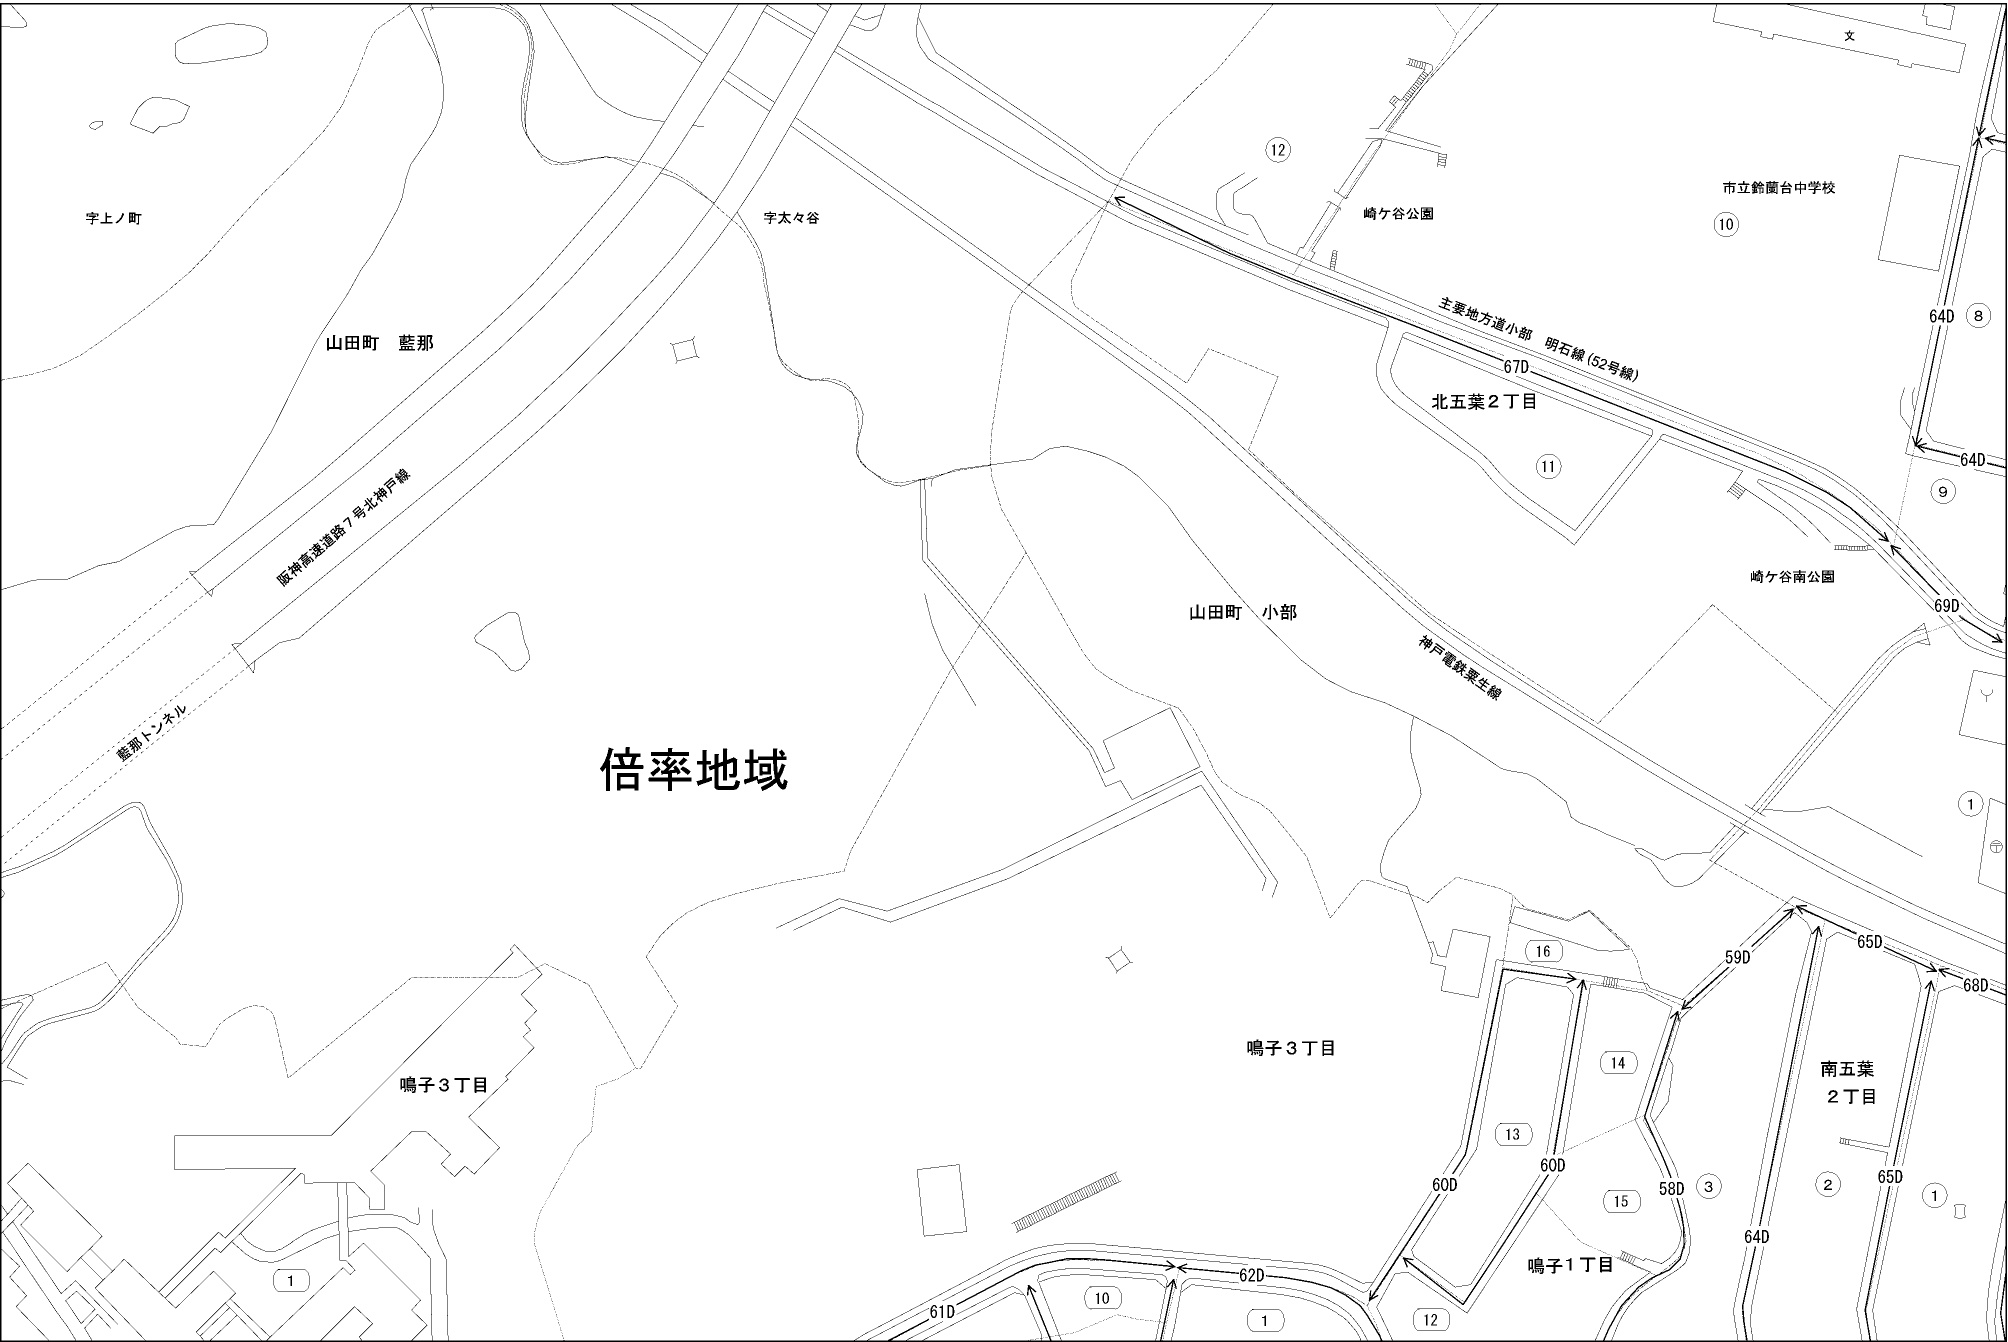 文
⑫
市立鈴蘭台中学校
崎ケ谷公園
字上ノ町
字太々谷
⑩
主要地方道小部　明石線(52号線)
64D
⑧
山田町　藍那
67D
北五葉２丁目
64D
⑪
⑨
阪神高速道路７号北神戸線
崎ケ谷南公園
69D
山田町　小部
神戸電鉄粟生線
藍那トンネル
倍率地域
①
〒
65D
16
59D
68D
鳴子３丁目
14
鳴子３丁目
南五葉
２丁目
13
60D
60D
58D
③
②
65D
①
15
64D
鳴子１丁目
62D
1
10
61D
1
12